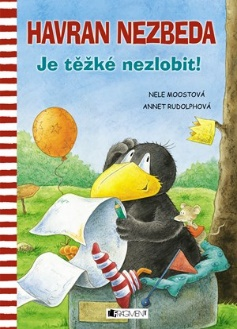 HAVRAN NEZBEDA
Je těžké nezlobit!
NELE MOOSTOVÁ
ANNET RUDOLPHOVÁ
FRAGMENT